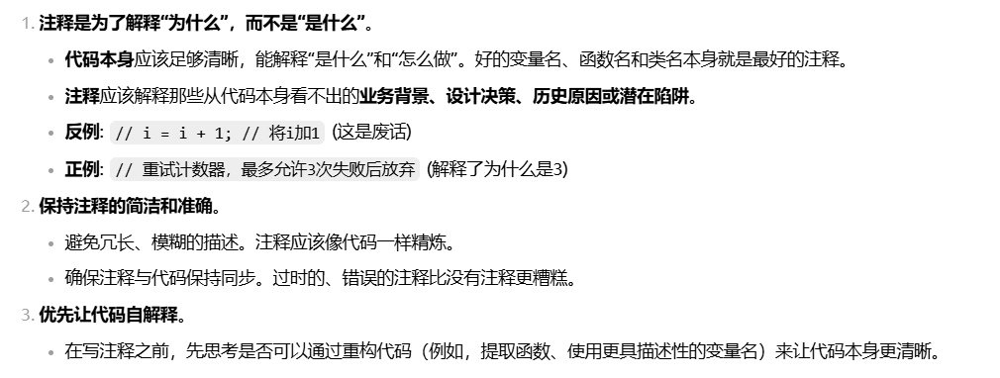 1. 注释是为了解释“为什么”，而不是“是什么”。
• 代码本身应该足够清晰，能解释“是什么”和“怎么做”。好的变量名、函数名和类名本身就是最好的注释。
• 注释应该解释那些从代码本身看不出的业务背景、设计决策、历史原因或潜在陷阱。
• 反例: // i = i + 1; // 将i加1 (这是废话)
• 正例: // 重试计数器，最多允许3次失败后放弃 (解释了为什么是3)
2. 保持注释的简洁和准确。
• 避免冗长、模糊的描述。注释应该像代码一样精炼。
• 确保注释与代码保持同步。过时的、错误的注释比没有注释更糟糕。
3. 优先让代码自解释。
• 在写注释之前，先思考是否可以通过重构代码（例如，提取函数、使用更具描述性的变量名）来让代码本身更清晰。